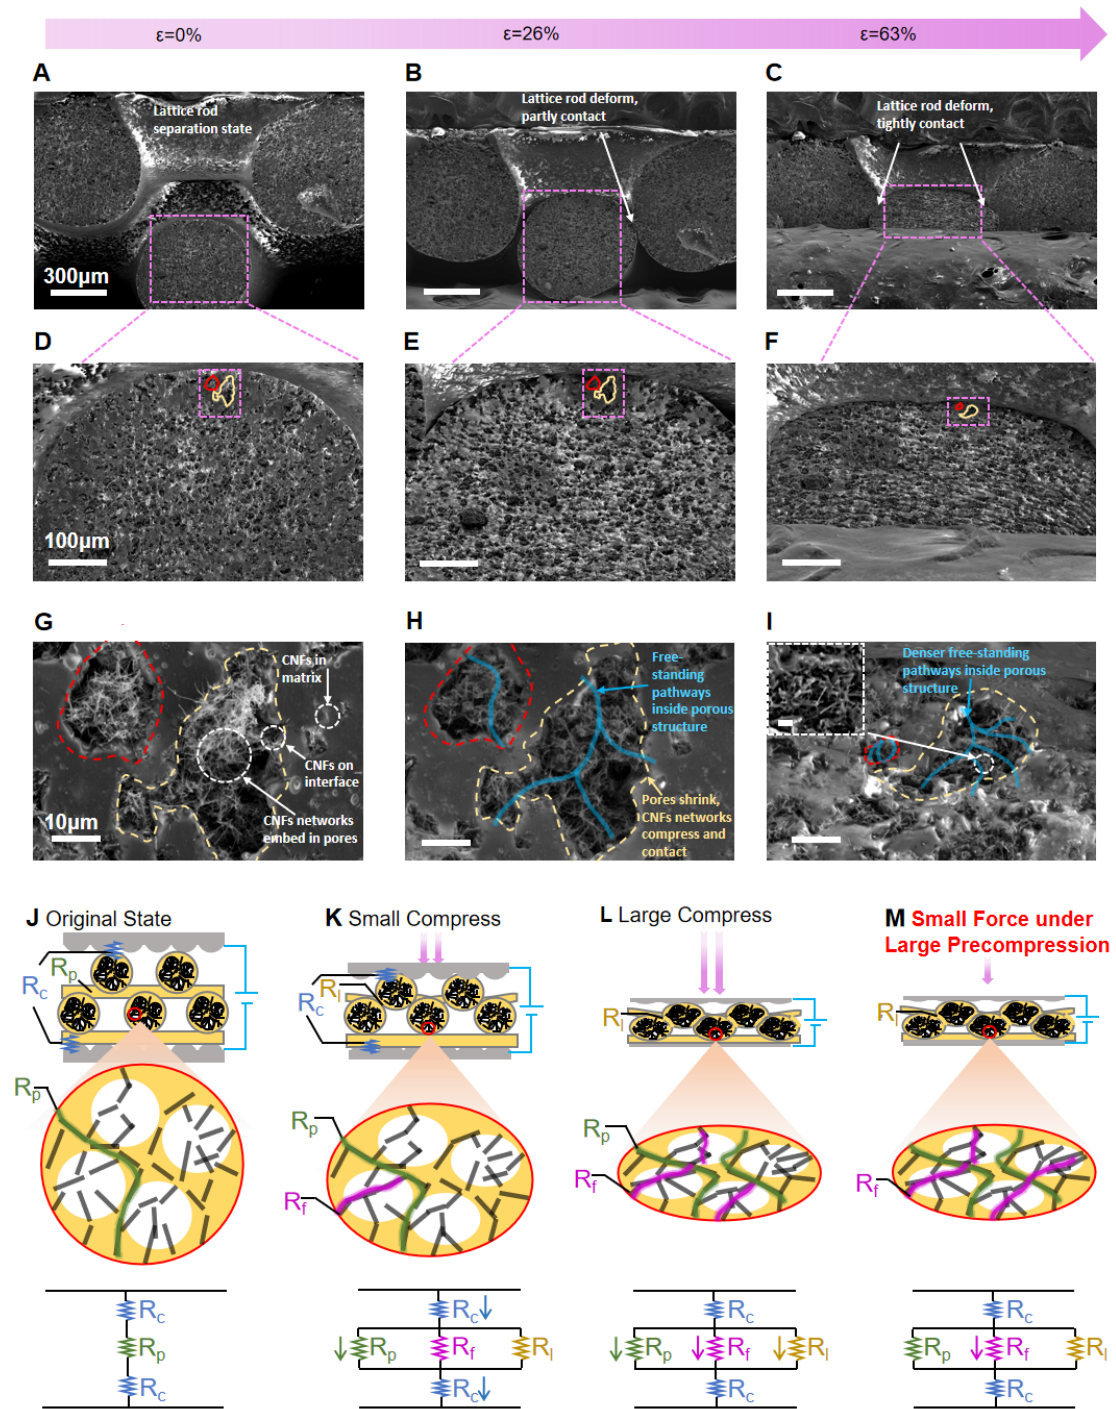 ε=0%
ε=26%
ε=63%
A
B
C
Lattice rod
separation state
Lattice rod deform,
partly contact
Lattice rod deform,
tightly contact
300μm
D
E
F
100μm
G
H
I
CNFs in
matrix
CNFs on
interface
CNFs networks
embed in pores
10μm
Free-
standing
pathways
inside porous
structure
Pores shrink,
CNFs networks
compress and
contact
Denser free-standing
pathways inside porous
structure
J Original State
K Small Compress
L Large Compress
M Small Force under
Large Precompression
Rp
Rc
Rl
Rc
Rl
Rl
Rp
Rp
Rf
Rp
Rf
Rp
Rf
Rc
Rp
Rc
Rc
Rp
Rf
Rl
Rc
Rc
Rp
Rf
Rl
Rc
Rc
Rp
Rf
Rl
Rc